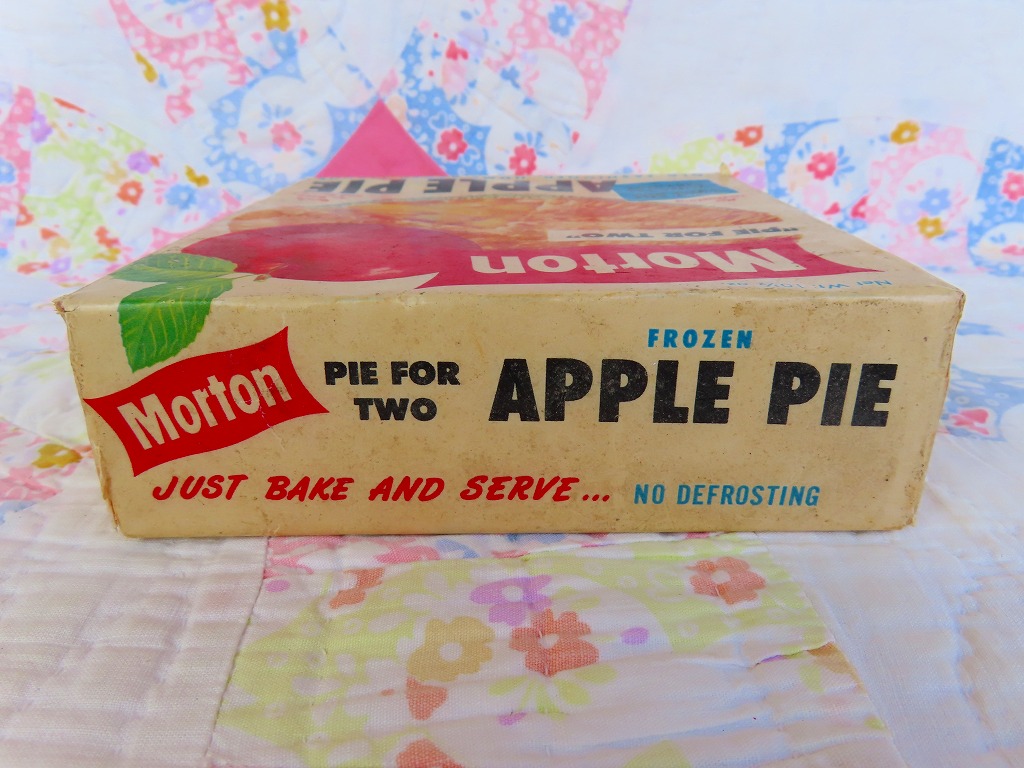 APPLE PIE
"PIE FOR TWO"
Morton
Morton
PIE FOR
TWO
FROZEN
APPLE PIE
JUST BAKE AND SERVE... NO DEFROSTING